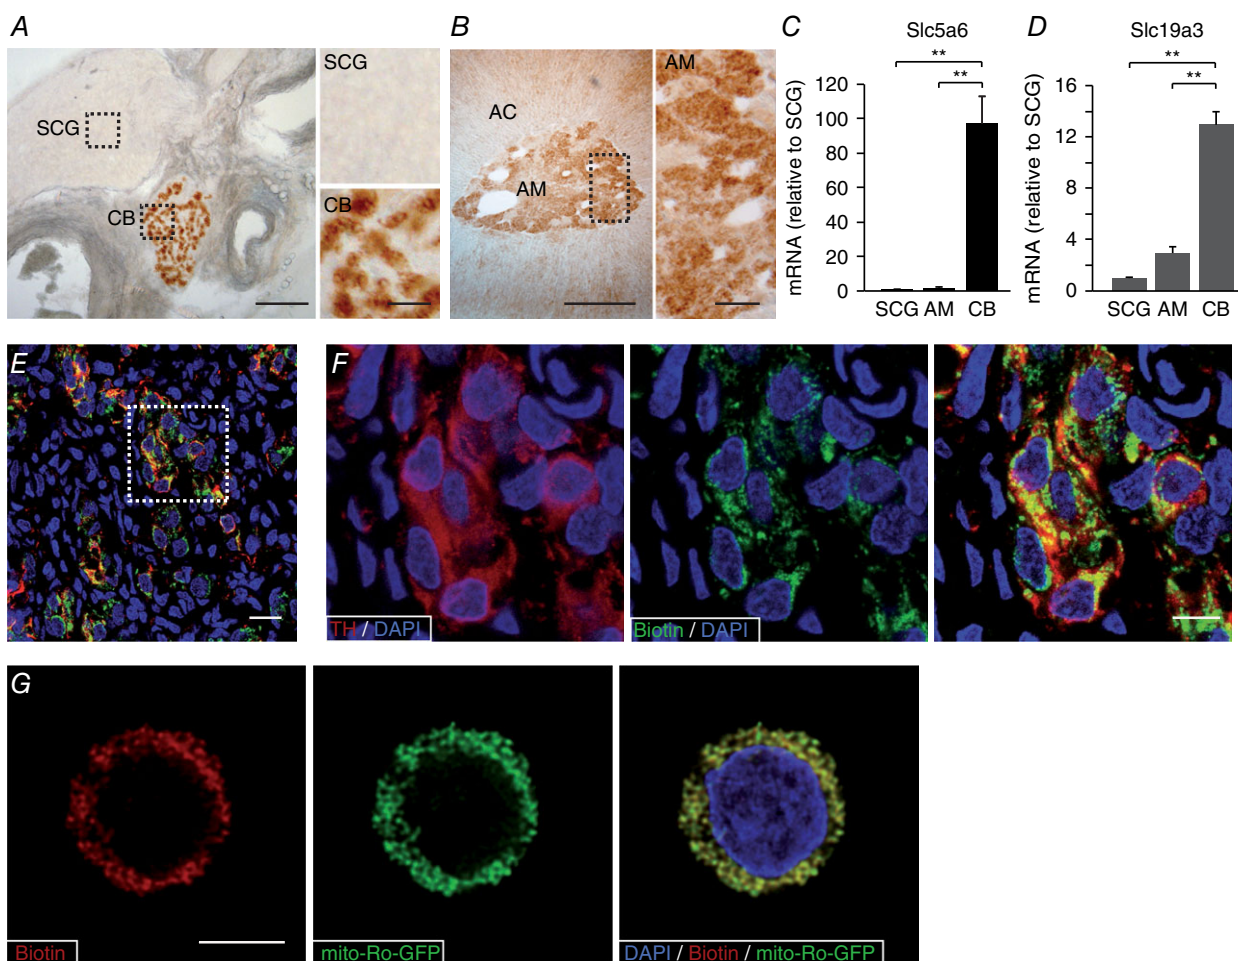 A
SCG
CB
SCG
CB
B
AC
AM
AM
C
Slc5a6
**
**
mRNA (relative to SCG)
120
100
80
60
40
20
0
SCG AM CB
D
Slc19a3
**
**
mRNA (relative to SCG)
16
12
8
4
0
SCG AM CB
E
F
TH / DAPI
Biotin / DAPI
G
Biotin
mito-Ro-GFP
DAPI / Biotin / mito-Ro-GFP